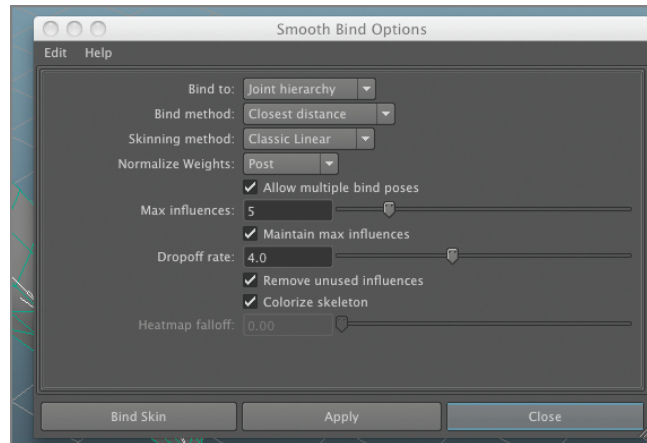 Smooth Bind Options
Edit Help
Bind to: Joint hierarchy
Bind method: Closest distance
Skinning method: Classic Linear
Normalize Weights: Post
Allow multiple bind poses
Max influences: 5
Maintain max influences
Dropoff rate: 4.0
Remove unused influences
Colorize skeleton
Heatmap falloff: 0.00
Bind Skin Apply Close